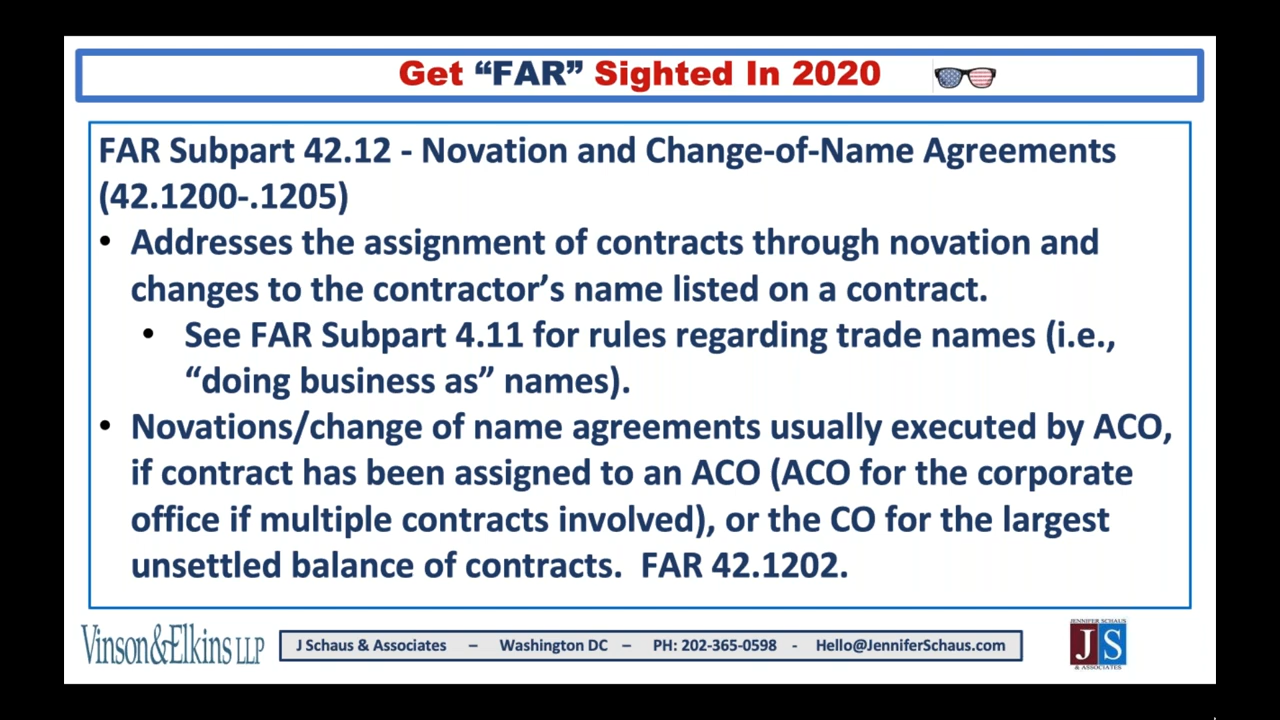 Get “FAR” Sighted In 2020
FAR Subpart 42.12 - Novation and Change-of-Name Agreements
(42.1200-.1205)
• Addresses the assignment of contracts through novation and
changes to the contractor’s name listed on a contract.
• See FAR Subpart 4.11 for rules regarding trade names (i.e.,
“doing business as” names).
• Novations/change of name agreements usually executed by ACO,
if contract has been assigned to an ACO (ACO for the corporate
office if multiple contracts involved), or the CO for the largest
unsettled balance of contracts.  FAR 42.1202.
Vinson&Elkins LLP
J Schaus & Associates – Washington DC – PH: 202-365-0598 - Hello@JenniferSchaus.com
JENNIFER SCHAUS
JS
& ASSOCIATES